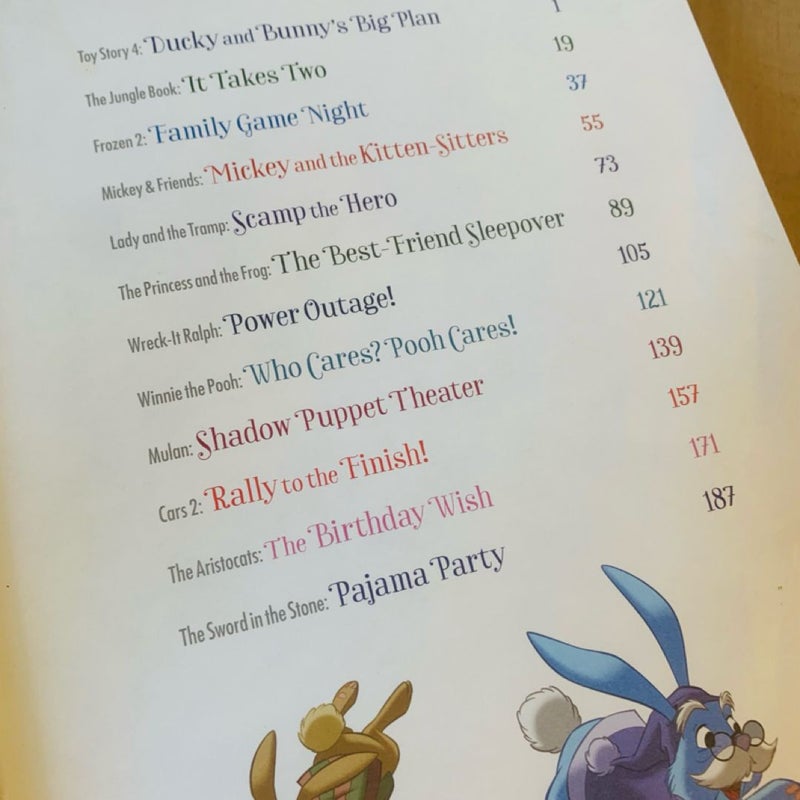 Toy Story 4: Ducky and Bunny's Big Plan 1
The Jungle Book: It Takes Two 19
Frozen 2: Family Game Night 37
Mickey & Friends: Mickey and the Kitten-Sitters 55
Lady and the Tramp: Scamp the Hero 73
The Princess and the Frog: The Best-Friend Sleepover 89
Wreck-It Ralph: Power Outage! 105
Winnie the Pooh: Who Cares? Pooh Cares! 121
Mulan: Shadow Puppet Theater 139
Cars 2: Rally to the Finish! 157
The Aristocats: The Birthday Wish 171
The Sword in the Stone: Pajama Party 187